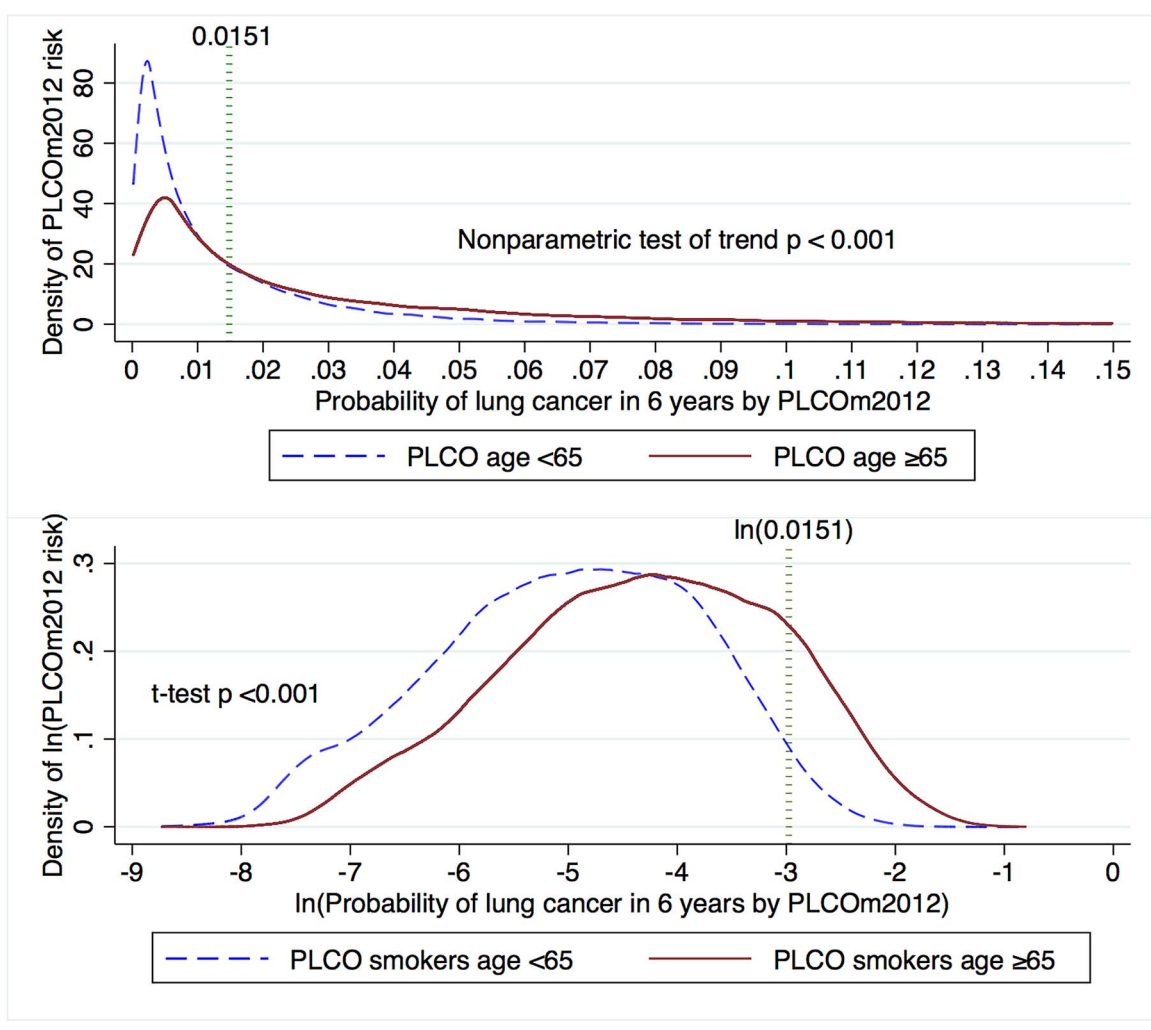 0.0151
Density of PLCOm2012 risk
80
60
40
20
0
Nonparametric test of trend p < 0.001
0 .01 .02 .03 .04 .05 .06 .07 .08 .09 .1 .11 .12 .13 .14 .15
Probability of lung cancer in 6 years by PLCOm2012
PLCO age <65 PLCO age ≥65
ln(0.0151)
Density of ln(PLCOm2012 risk)
.3
.2
.1
0
t-test p <0.001
-9 -8 -7 -6 -5 -4 -3 -2 -1 0
ln(Probability of lung cancer in 6 years by PLCOm2012)
PLCO smokers age <65 PLCO smokers age ≥65